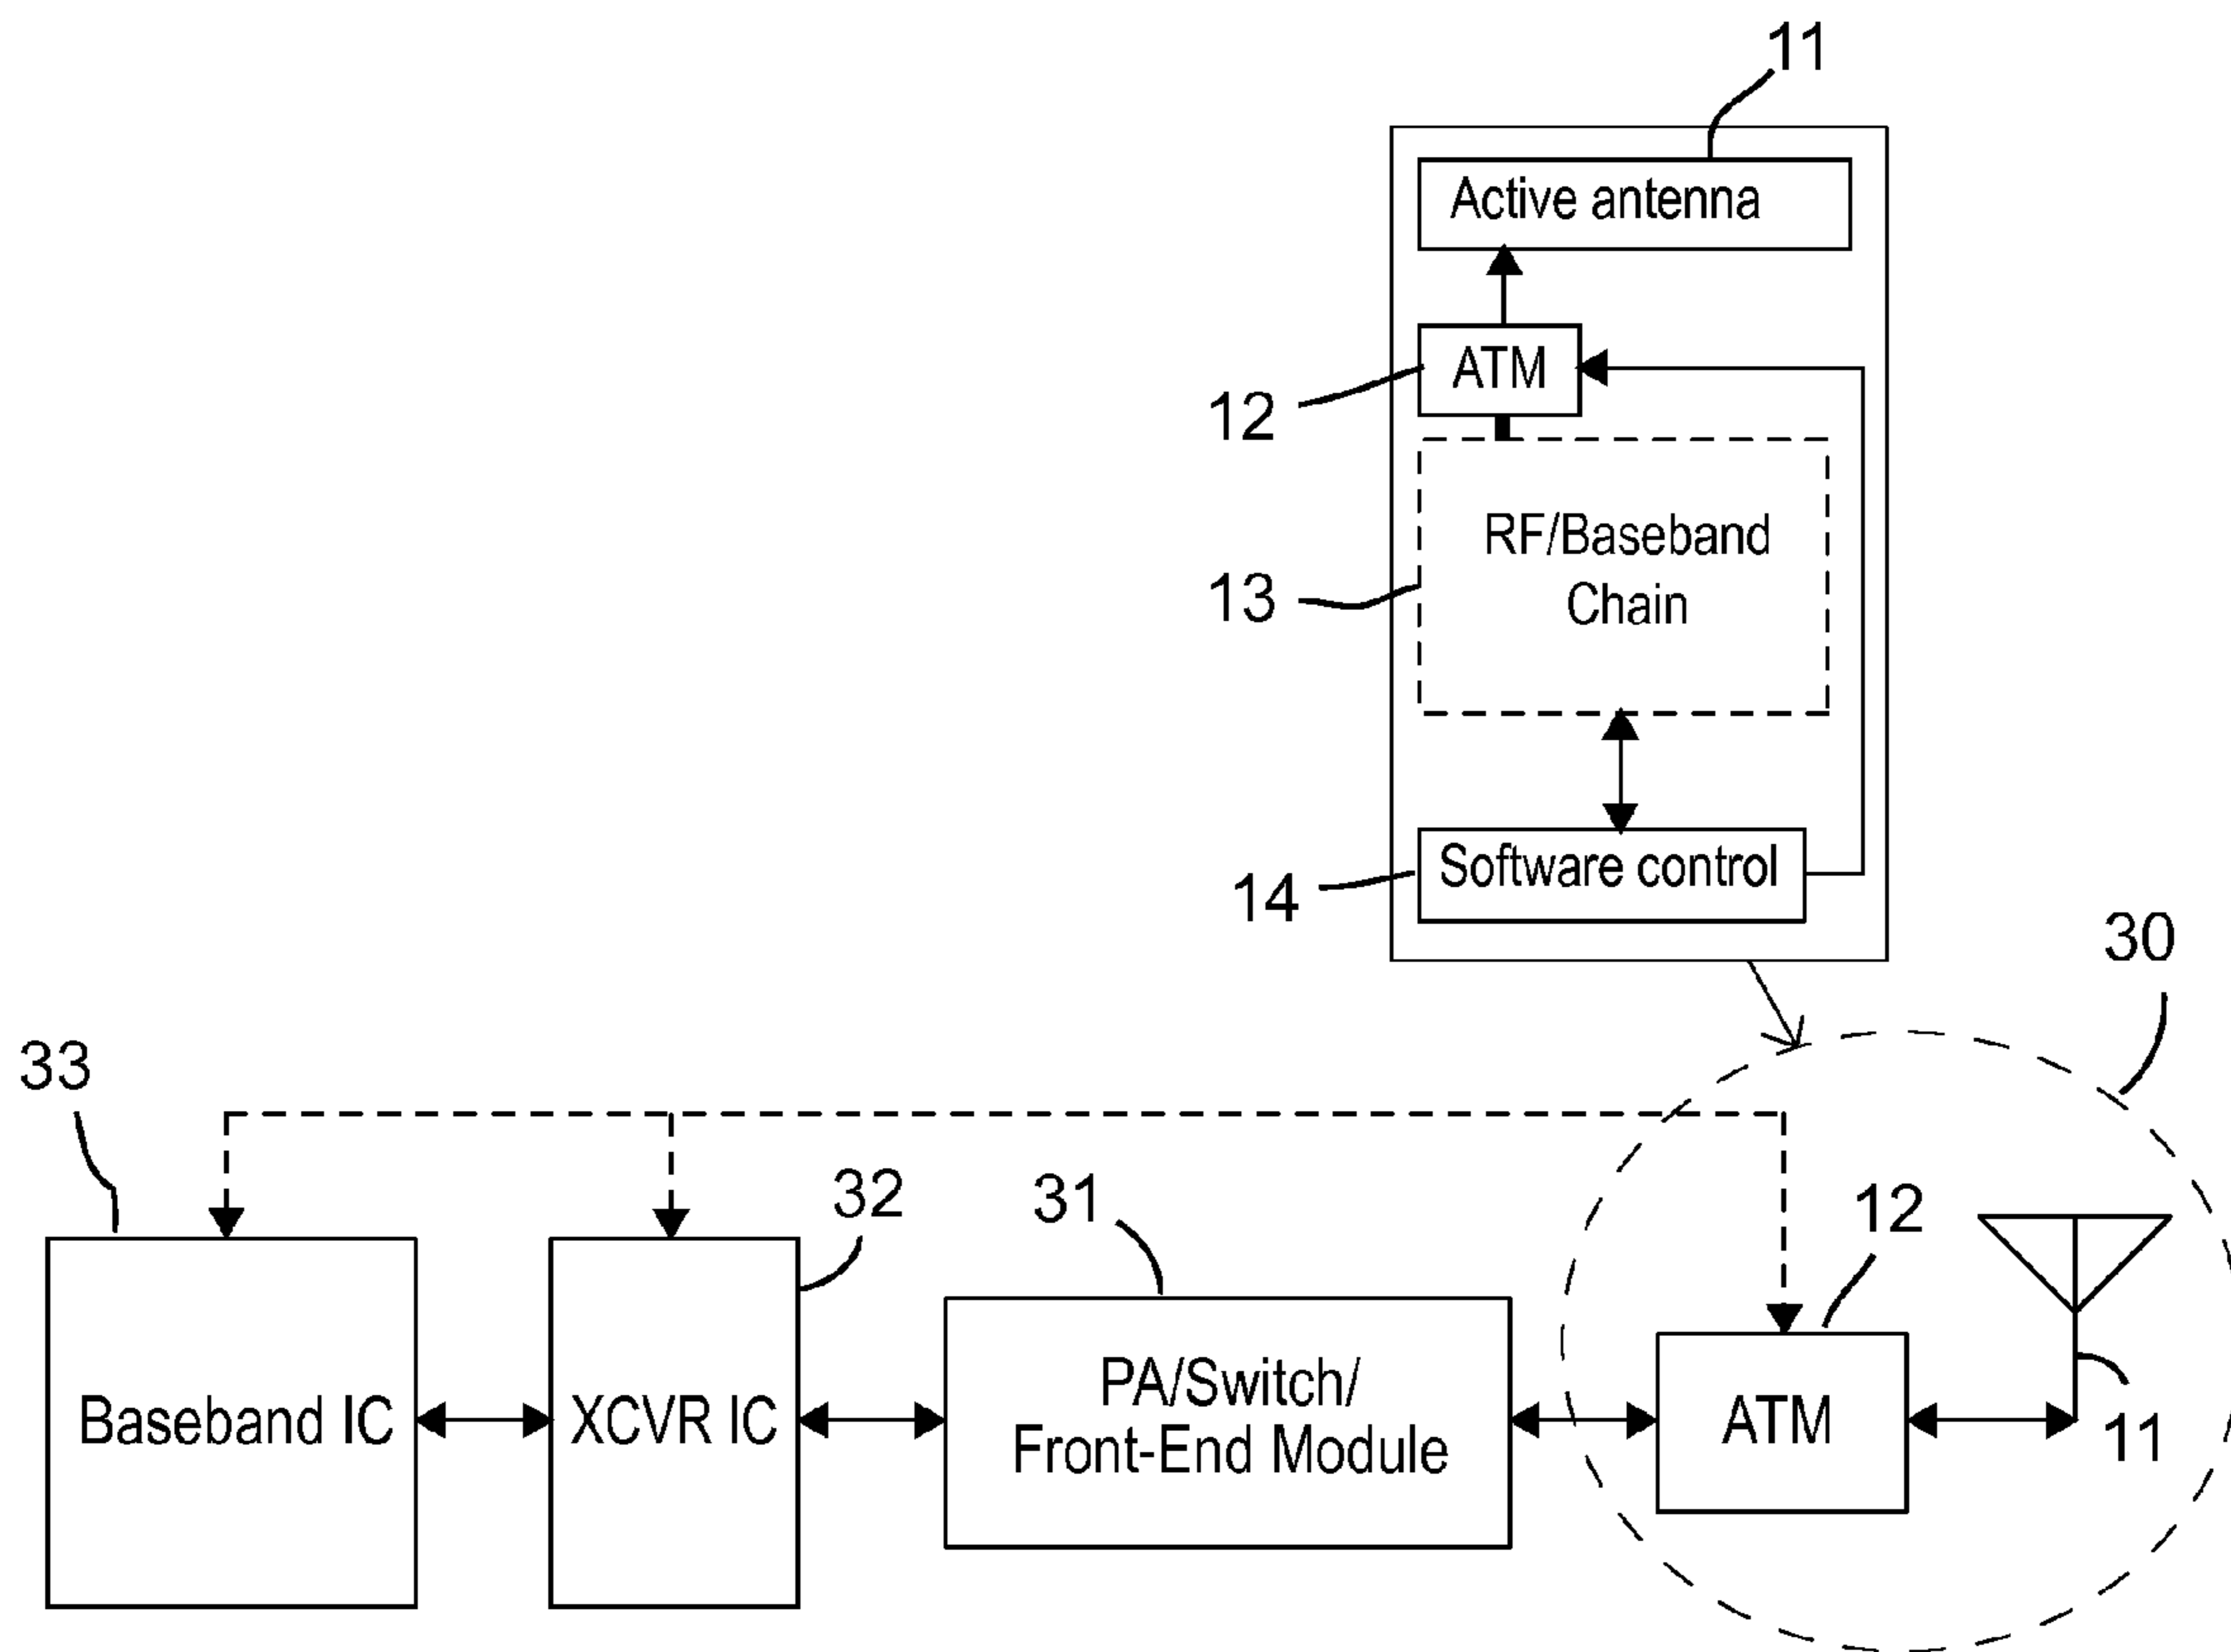 11
Active antenna
ATM
12
RF/Baseband
Chain
13
Software control
14
30
33
32
31
12
Baseband IC
XCVR IC
PA/Switch/
Front-End Module
ATM
11